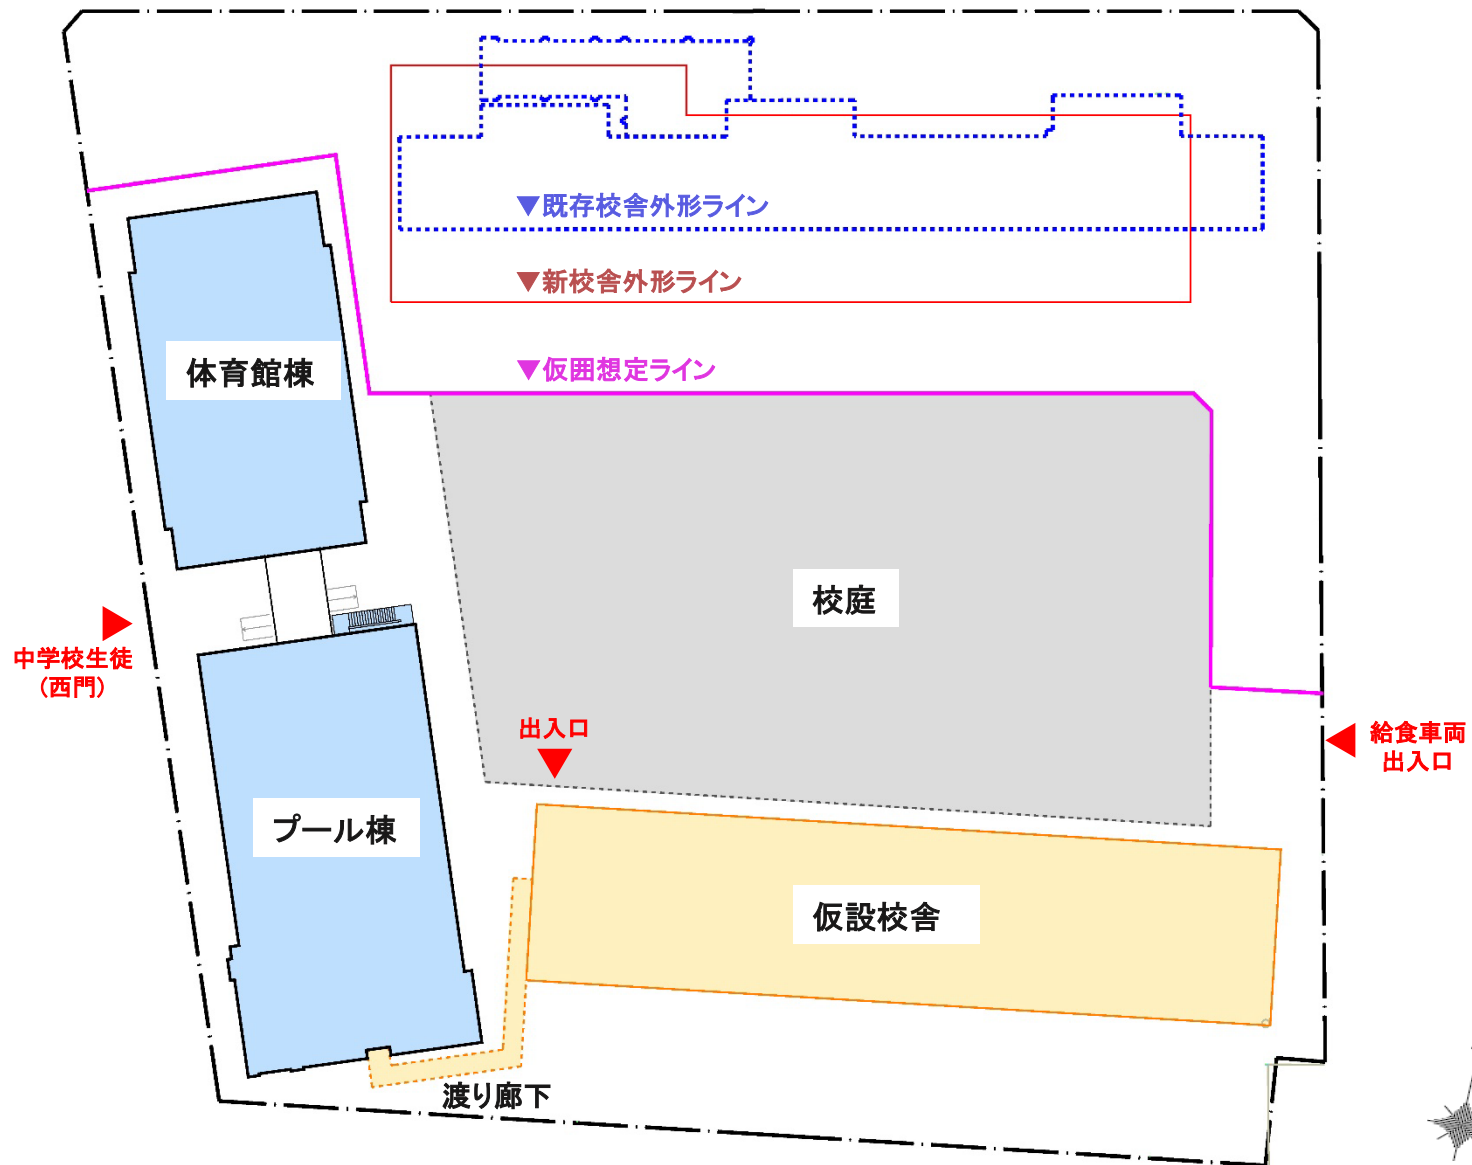 ▼既存校舎外形ライン
▼新校舎外形ライン
▼仮囲想定ライン
体育館棟
校庭
中学校生徒
(西門)
出入口
給食車両
出入口
プール棟
仮設校舎
渡り廊下